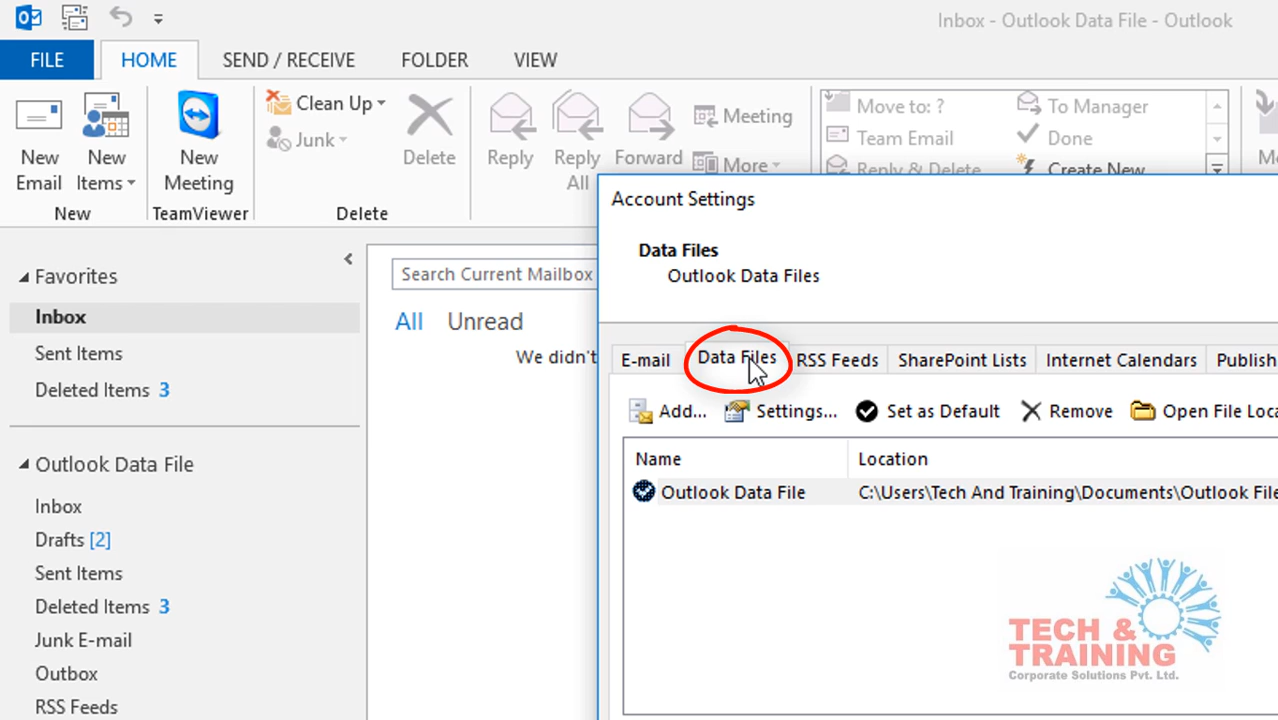 Inbox - Outlook Data File - Outlook
FILE
HOME
SEND / RECEIVE
FOLDER
VIEW
New Email
New Items
New
New Meeting
TeamViewer
Clean Up
Junk
Delete
Delete
Reply
Reply All
Forward
Meeting
More
Move to: ?
Team Email
Reply & Delete
To Manager
Done
Create New
Favorites
Inbox
Sent Items
Deleted Items 3
Outlook Data File
Inbox
Drafts [2]
Sent Items
Deleted Items 3
Junk E-mail
Outbox
RSS Feeds
Search Current Mailbox
All Unread
We didn't
Account Settings
Data Files
Outlook Data Files
E-mail
Data Files
RSS Feeds
SharePoint Lists
Internet Calendars
Publish
Add...
Settings...
Set as Default
Remove
Open File Loca
Name
Location
Outlook Data File
C:\Users\Tech And Training\Documents\Outlook File
TECH &
TRAINING
Corporate Solutions Pvt. Ltd.